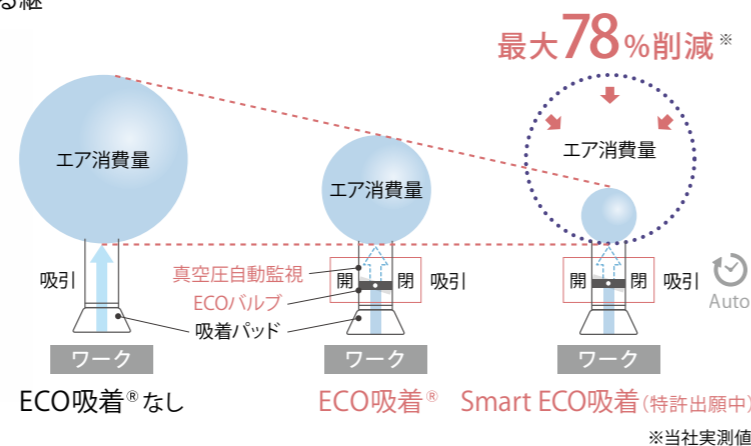 る継
最大78%削減※
エア消費量
エア消費量
エア消費量
吸引
真空圧自動監視
ECOバルブ
吸着パッド
開 閉
吸引
開 閉
吸引
Auto
ワーク
ワーク
ワーク
ECO吸着®なし
ECO吸着®
Smart ECO吸着(特許出願中)
※当社実測値